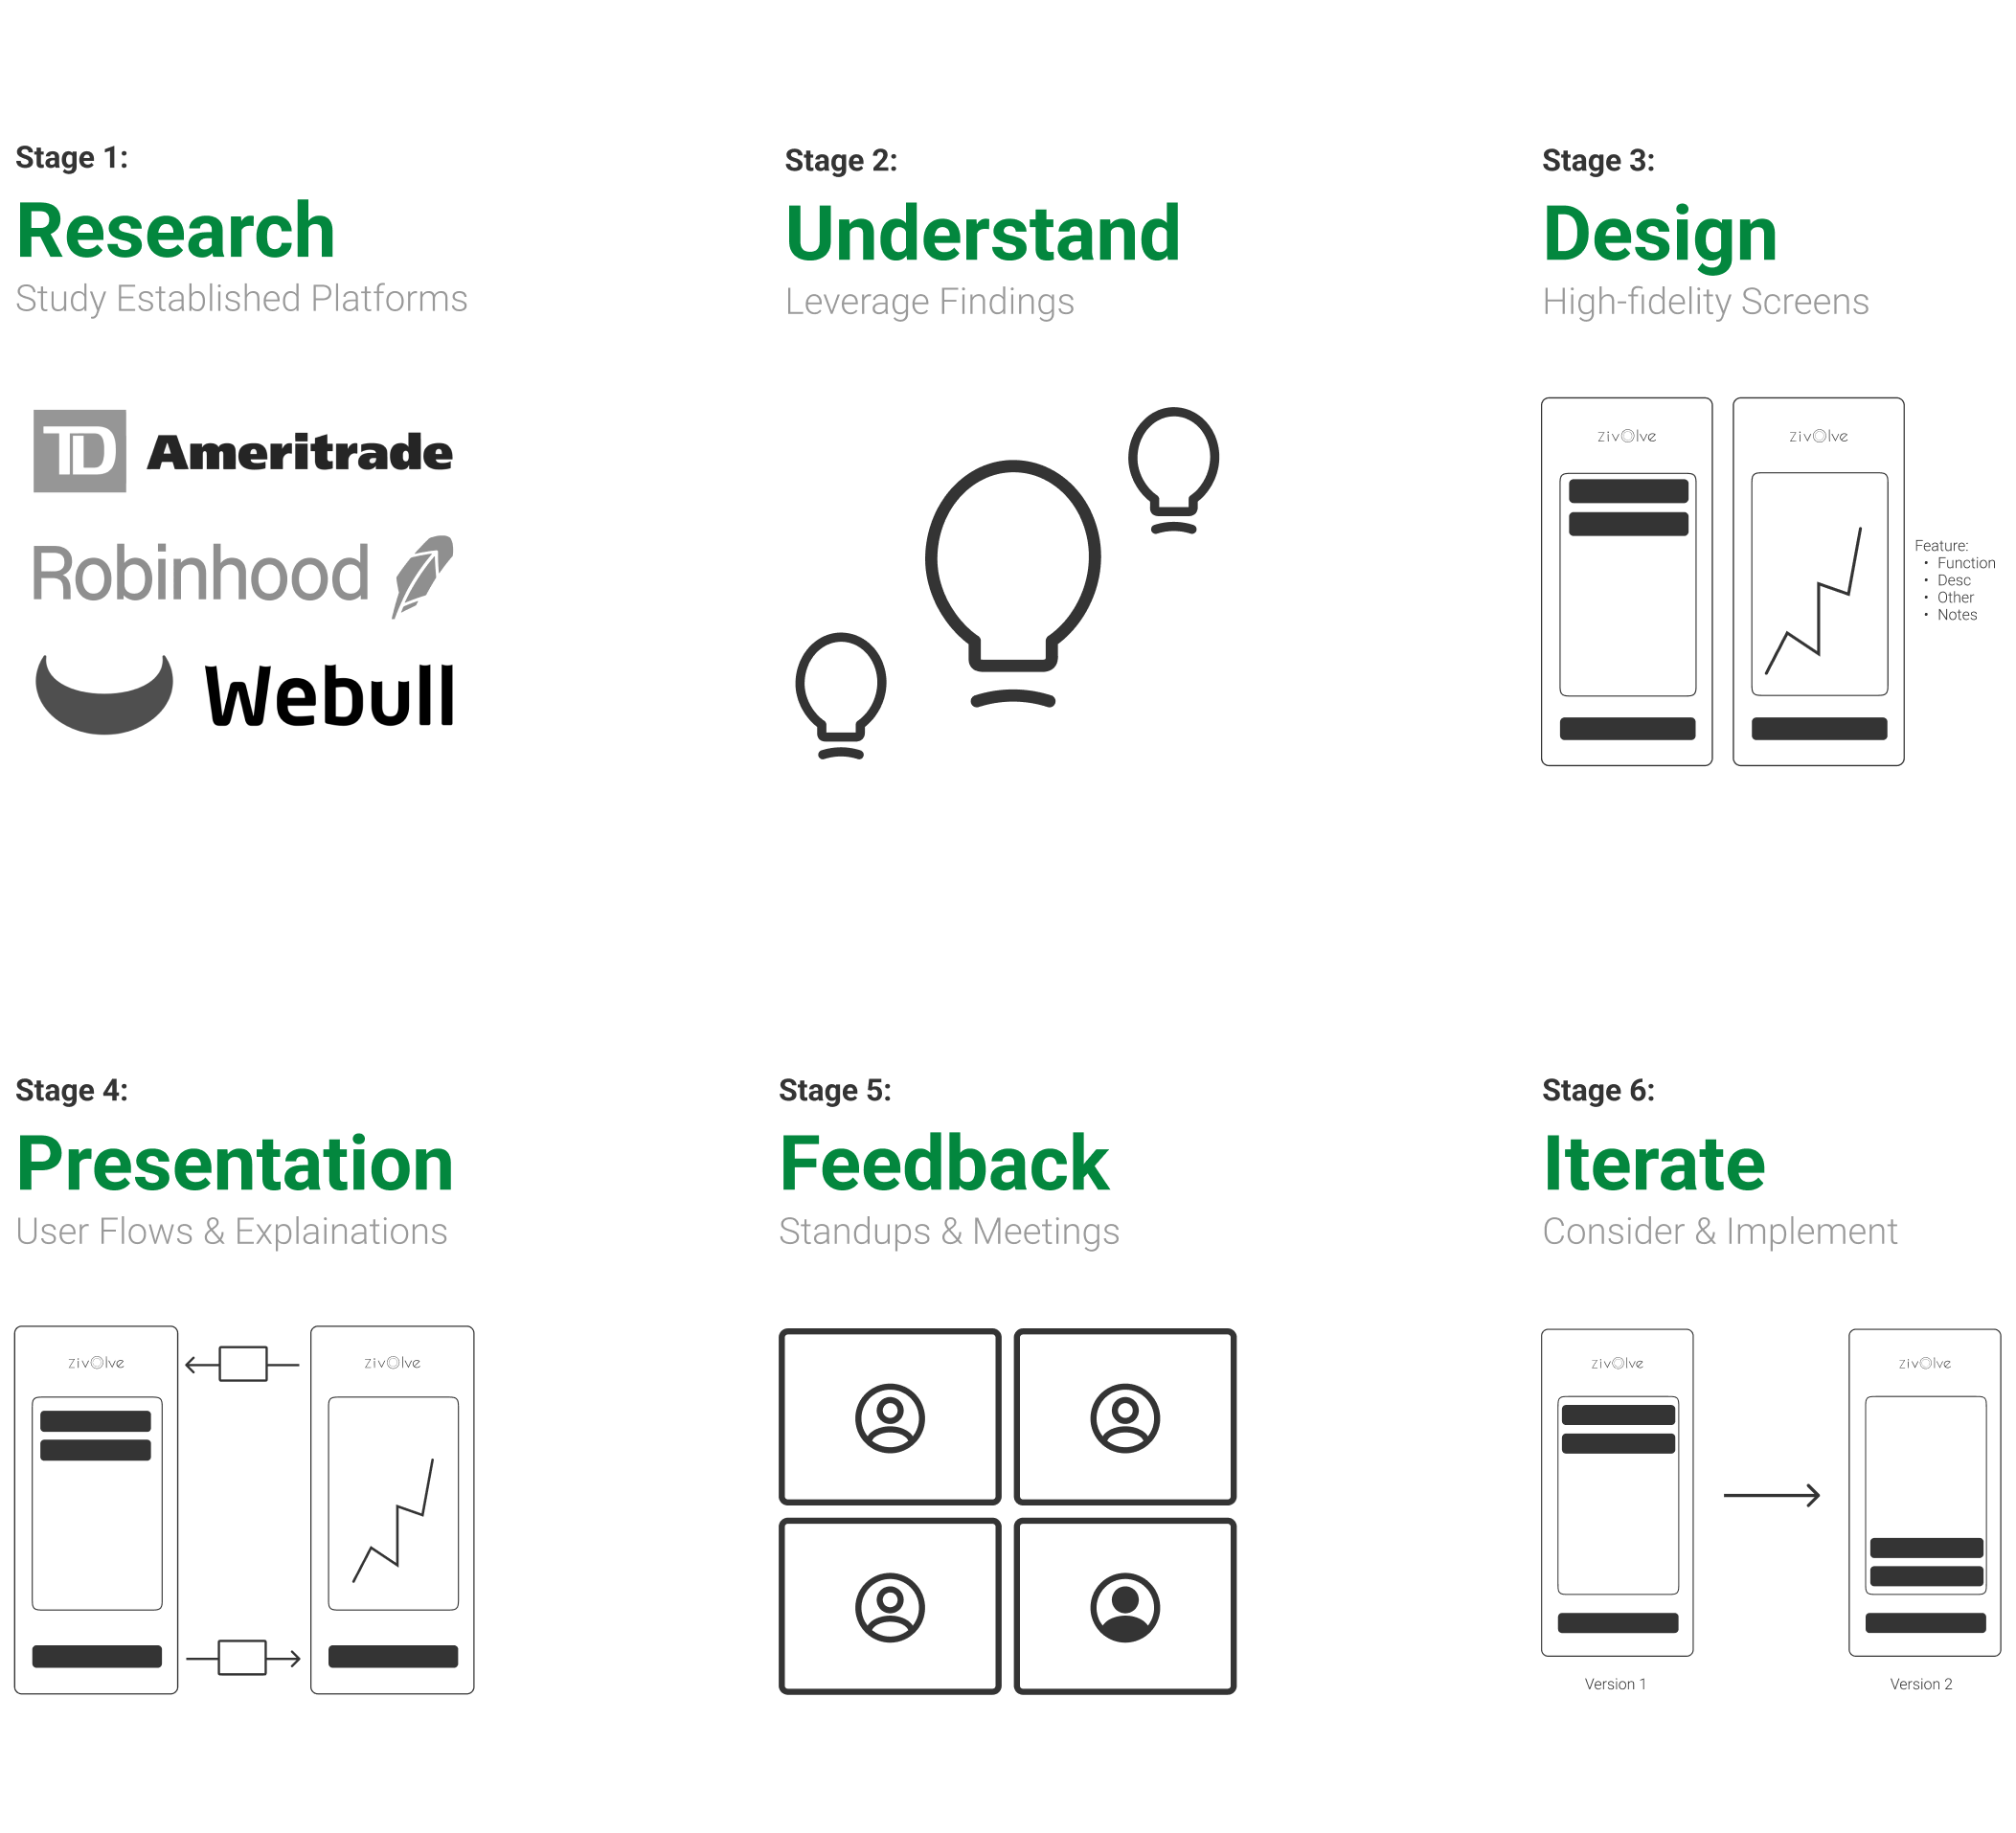 Stage 1:
Research
Study Established Platforms
TD Ameritrade
Robinhood
Webull
Stage 2:
Understand
Leverage Findings
Stage 3:
Design
High-fidelity Screens
zivOlve
zivOlve
Feature:
• Function
• Desc
• Other
• Notes
Stage 4:
Presentation
User Flows & Explainations
zivOlve
zivOlve
Stage 5:
Feedback
Standups & Meetings
Stage 6:
Iterate
Consider & Implement
zivOlve
zivOlve
Version 1
Version 2